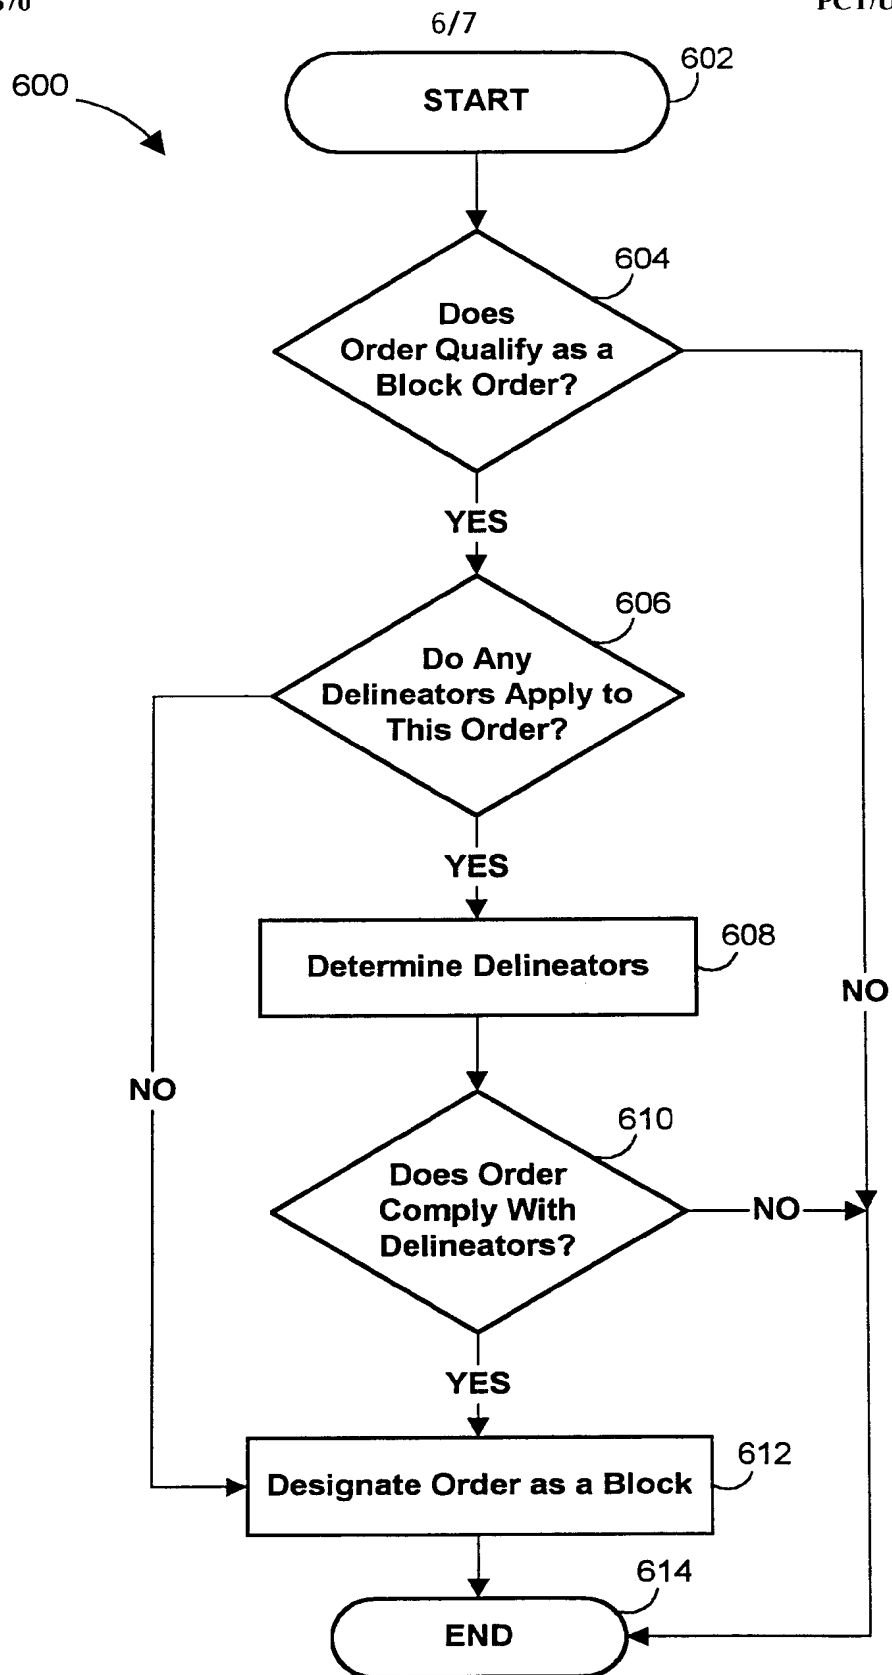 6/7
600
START
602
604
Does
Order Qualify as a
Block Order?
YES
606
Do Any
Delineators Apply to
This Order?
YES
Determine Delineators
608
NO
NO
610
Does Order
Comply With
Delineators?
NO
YES
Designate Order as a Block
612
614
END